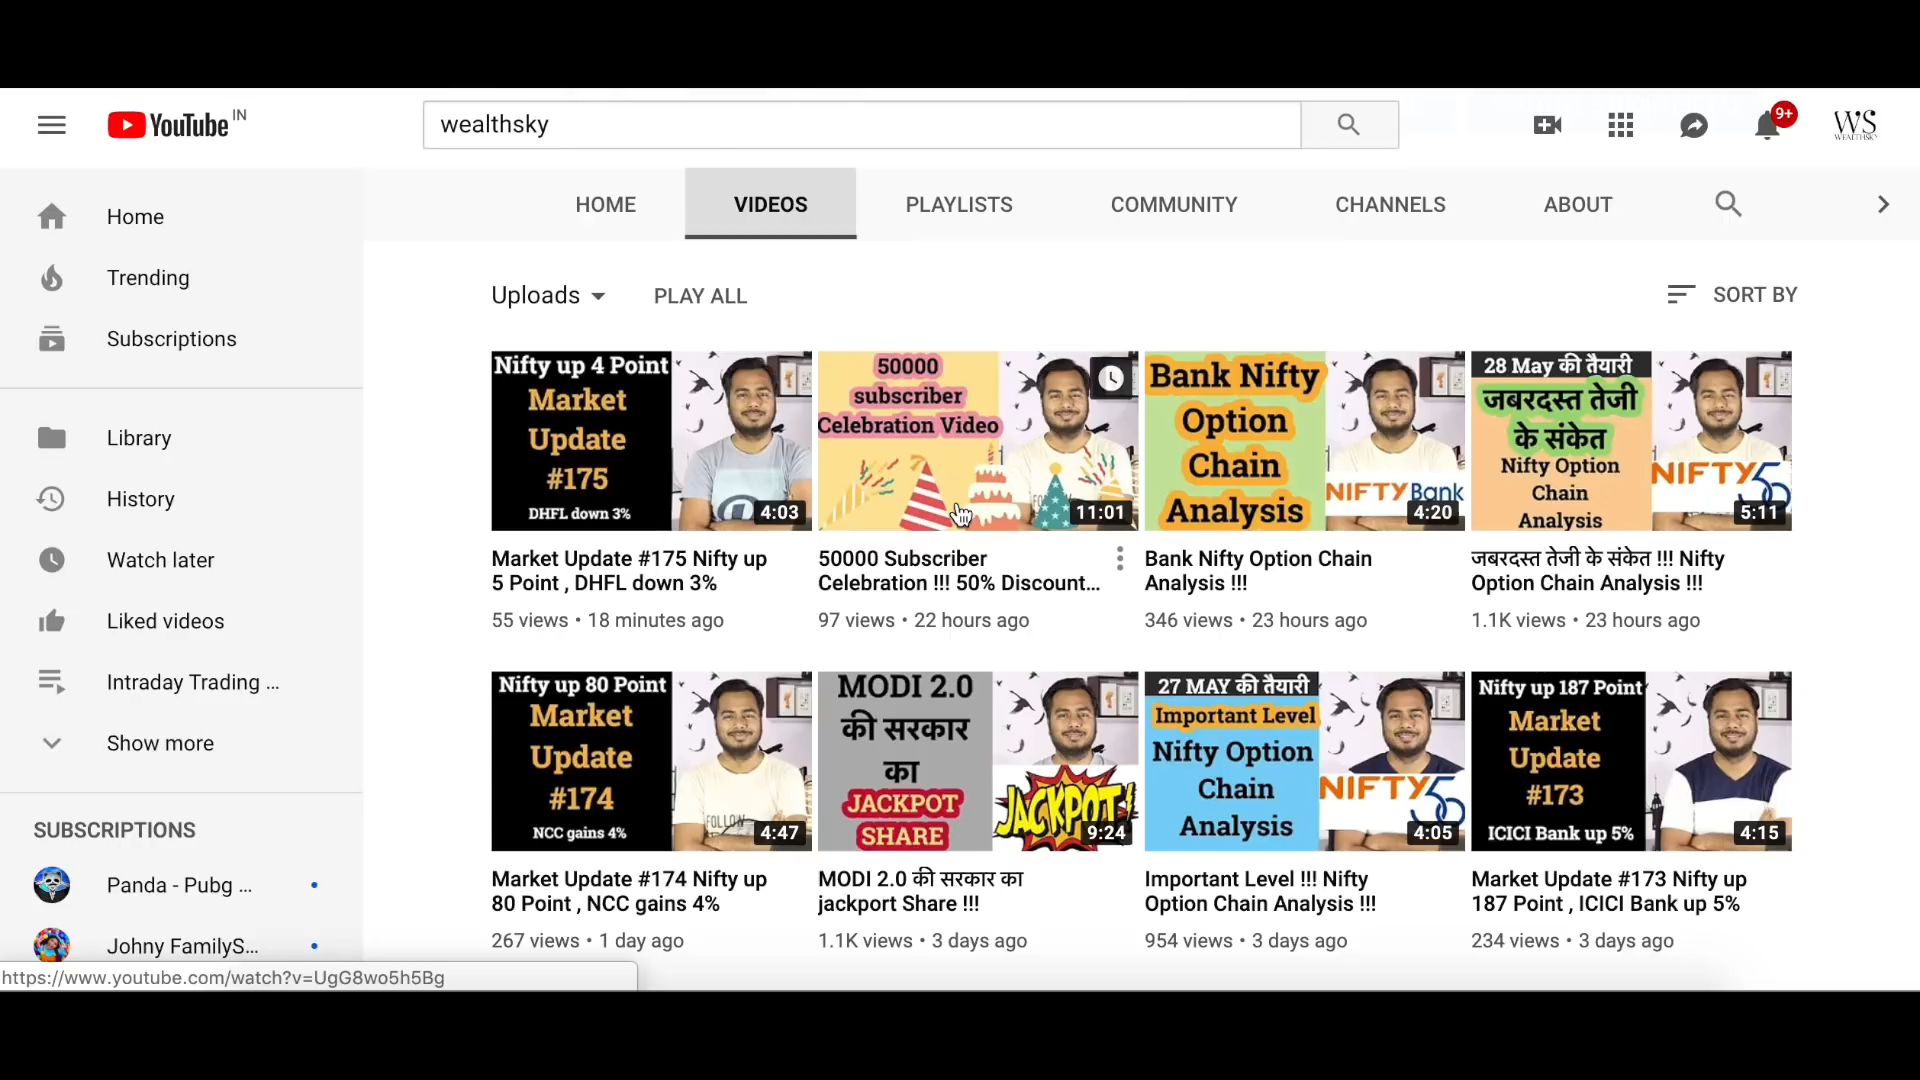 YouTube IN
wealthsky
9+
WS
WEALTHSKY
HOME
VIDEOS
PLAYLISTS
COMMUNITY
CHANNELS
ABOUT
Home
Trending
Subscriptions
Library
History
Watch later
Liked videos
Intraday Trading ...
Show more
SUBSCRIPTIONS
Panda - Pubg ...
Johny FamilyS...
https://www.youtube.com/watch?v=UgG8wo5h5Bg
Uploads
PLAY ALL
SORT BY
Nifty up 4 Point
Market
Update
#175
DHFL down 3%
4:03
Market Update #175 Nifty up
5 Point , DHFL down 3%
55 views • 18 minutes ago
50000
subscriber
Celebration Video
11:01
50000 Subscriber
Celebration !!! 50% Discount...
97 views • 22 hours ago
Bank Nifty
Option
Chain
Analysis
NIFTY Bank
4:20
Bank Nifty Option Chain
Analysis !!!
346 views • 23 hours ago
28 May की तैयारी
जबरदस्त तेजी
के संकेत
Nifty Option
Chain
Analysis
NIFTY50
5:11
जबरदस्त तेजी के संकेत !!! Nifty
Option Chain Analysis !!!
1.1K views • 23 hours ago
Nifty up 80 Point
Market
Update
#174
NCC gains 4%
FOLLOW
4:47
Market Update #174 Nifty up
80 Point , NCC gains 4%
267 views • 1 day ago
MODI 2.0
की सरकार
का
JACKPOT
SHARE
JACKPOT!
9:24
MODI 2.0 की सरकार का
jackport Share !!!
1.1K views • 3 days ago
27 MAY की तैयारी
Important Level
Nifty Option
Chain
Analysis
NIFTY50
4:05
Important Level !!! Nifty
Option Chain Analysis !!!
954 views • 3 days ago
Nifty up 187 Point
Market
Update
#173
ICICI Bank up 5%
4:15
Market Update #173 Nifty up
187 Point , ICICI Bank up 5%
234 views • 3 days ago